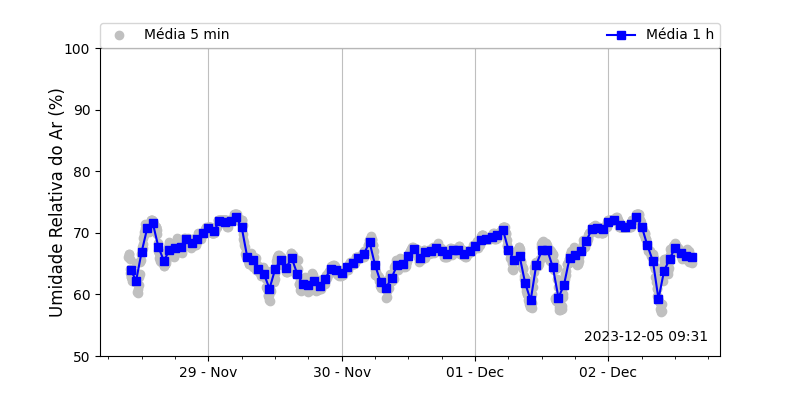 Média 5 min
Média 1 h
Umidade Relativa do Ar (%)
100
90
80
70
60
50
2023-12-05 09:31
29 - Nov
30 - Nov
01 - Dec
02 - Dec